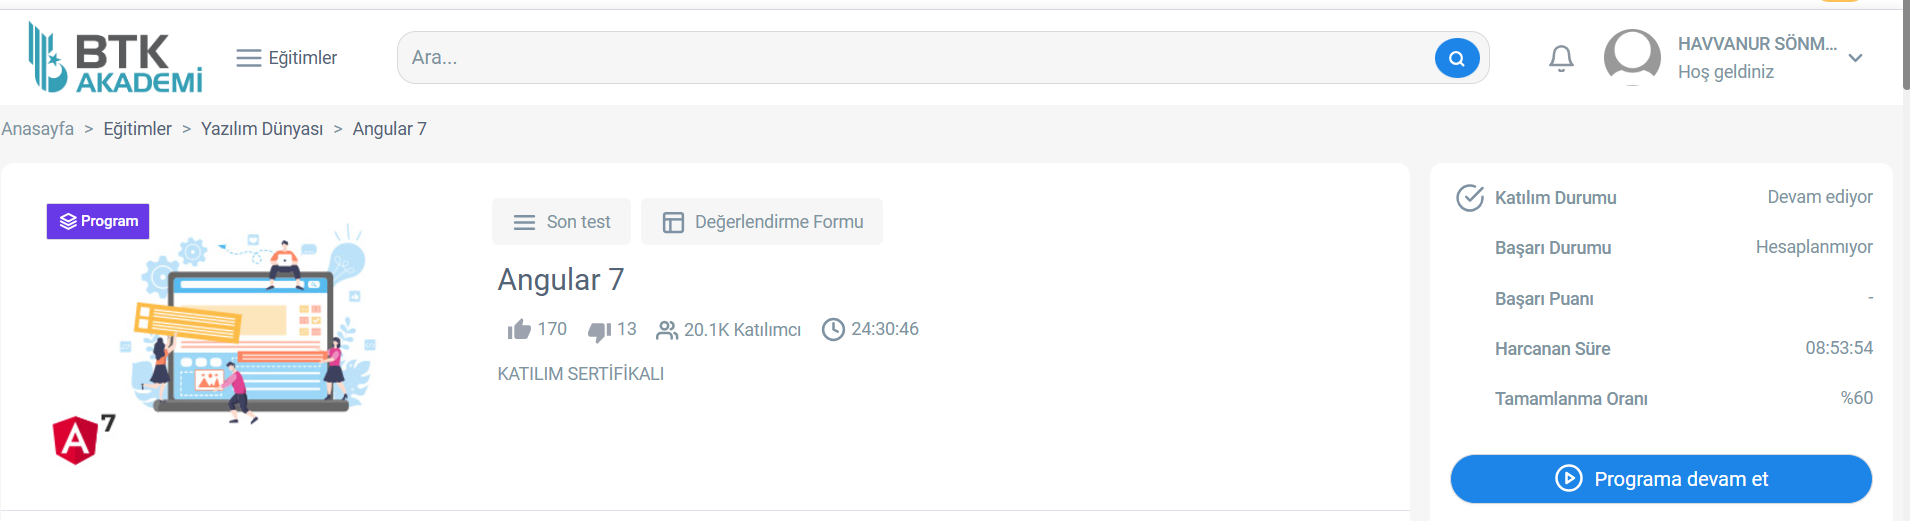 BTK
AKADEMİ
Eğitimler
Ara...
HAVVANUR SÖNM...
Hoş geldiniz
Anasayfa > Eğitimler > Yazılım Dünyası > Angular 7
Program
Son test
Değerlendirme Formu
Angular 7
170 13 20.1K Katılımcı 24:30:46
KATILIM SERTİFİKALI
A 7
Katılım Durumu Devam ediyor
Başarı Durumu Hesaplanmıyor
Başarı Puanı -
Harcanan Süre 08:53:54
Tamamlanma Oranı %60
Programa devam et